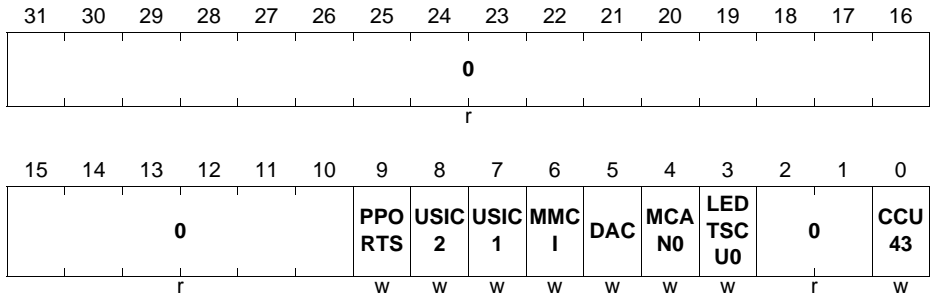 31 30 29 28 27 26 25 24 23 22 21 20 19 18 17 16
0
r
15 14 13 12 11 10 9 8 7 6 5 4 3 2 1 0
0 PPO RTS USIC 2 USIC 1 MMC I DAC MCA N0 LED TSC U0 0 CCU 43
r w w w w w w w r w